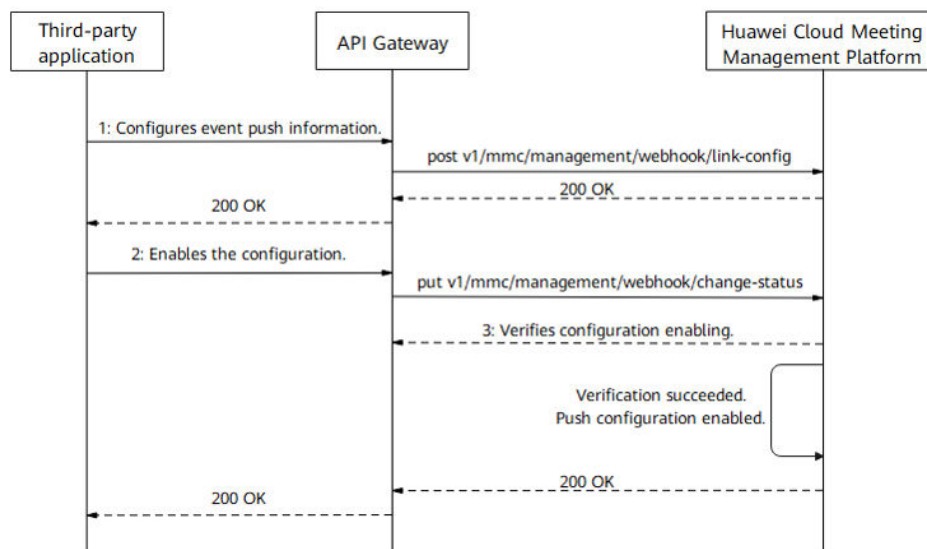 Third-party
application
API Gateway
Huawei Cloud Meeting
Management Platform
1: Configures event push information.
post v1/mmc/management/webhook/link-config
200 OK
200 OK
2: Enables the configuration.
put v1/mmc/management/webhook/change-status
3: Verifies configuration enabling.
Verification succeeded.
Push configuration enabled.
200 OK
200 OK